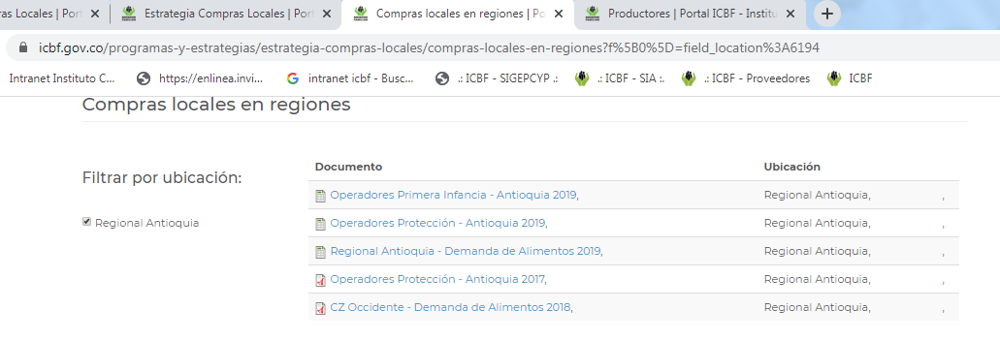 ras Locales | Port
Estrategia Compras Locales | Port
Compras locales en regiones | Po
Productores | Portal ICBF - Institu
icbf.gov.co/programas-y-estrategias/estrategia-compras-locales/compras-locales-en-regiones?f%5B0%5D=field_location%3A6194
Intranet Instituto C...
https://enlinea.invi...
intranet icbf - Busc...
.: ICBF - SIGEPCYP :.
.: ICBF - SIA :.
.: ICBF - Proveedores
ICBF
Compras locales en regiones
Filtrar por ubicación:
Regional Antioquia
Documento Ubicación
Operadores Primera Infancia - Antioquia 2019, Regional Antioquia, ,
Operadores Protección - Antioquia 2019, Regional Antioquia, ,
Regional Antioquia - Demanda de Alimentos 2019, Regional Antioquia, ,
Operadores Protección - Antioquia 2017, Regional Antioquia, ,
CZ Occidente - Demanda de Alimentos 2018, Regional Antioquia, ,